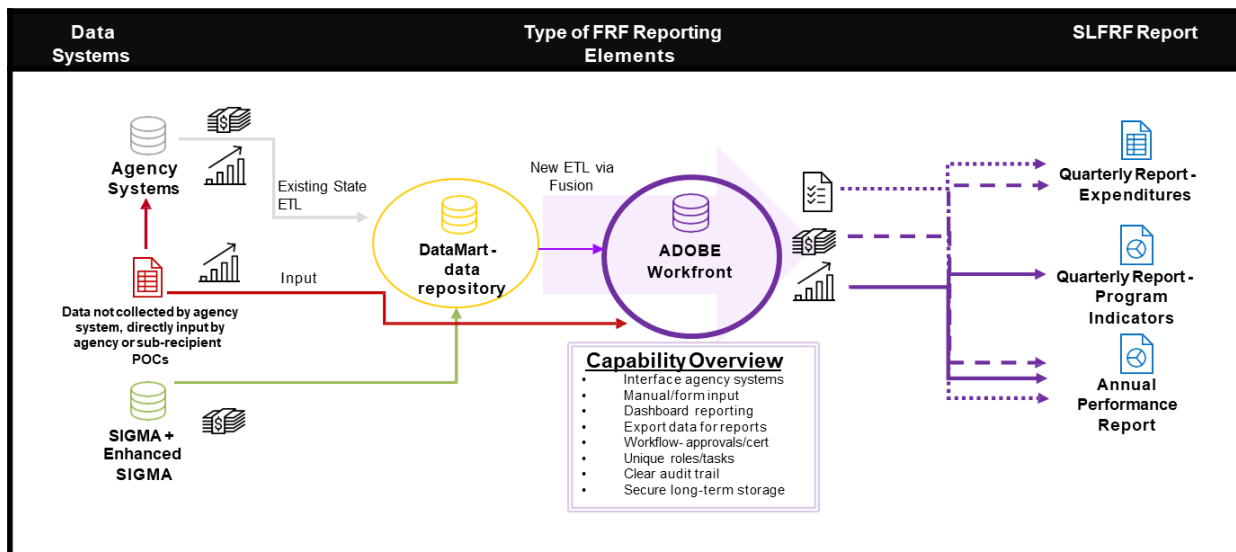 Data
Systems
Type of FRF Reporting
Elements
SLFRF Report
Agency
Systems
Existing State
ETL
New ETL via
Fusion
DataMart -
data
repository
ADOBE
Workfront
Input
Data not collected by agency
system, directly input by
agency or sub-recipient
POCs
SIGMA +
Enhanced
SIGMA
Capability Overview
• Interface agency systems
• Manual/form input
• Dashboard reporting
• Export data for reports
• Workflow- approvals/cert
• Unique roles/tasks
• Clear audit trail
• Secure long-term storage
Quarterly Report -
Expenditures
Quarterly Report -
Program
Indicators
Annual
Performance
Report